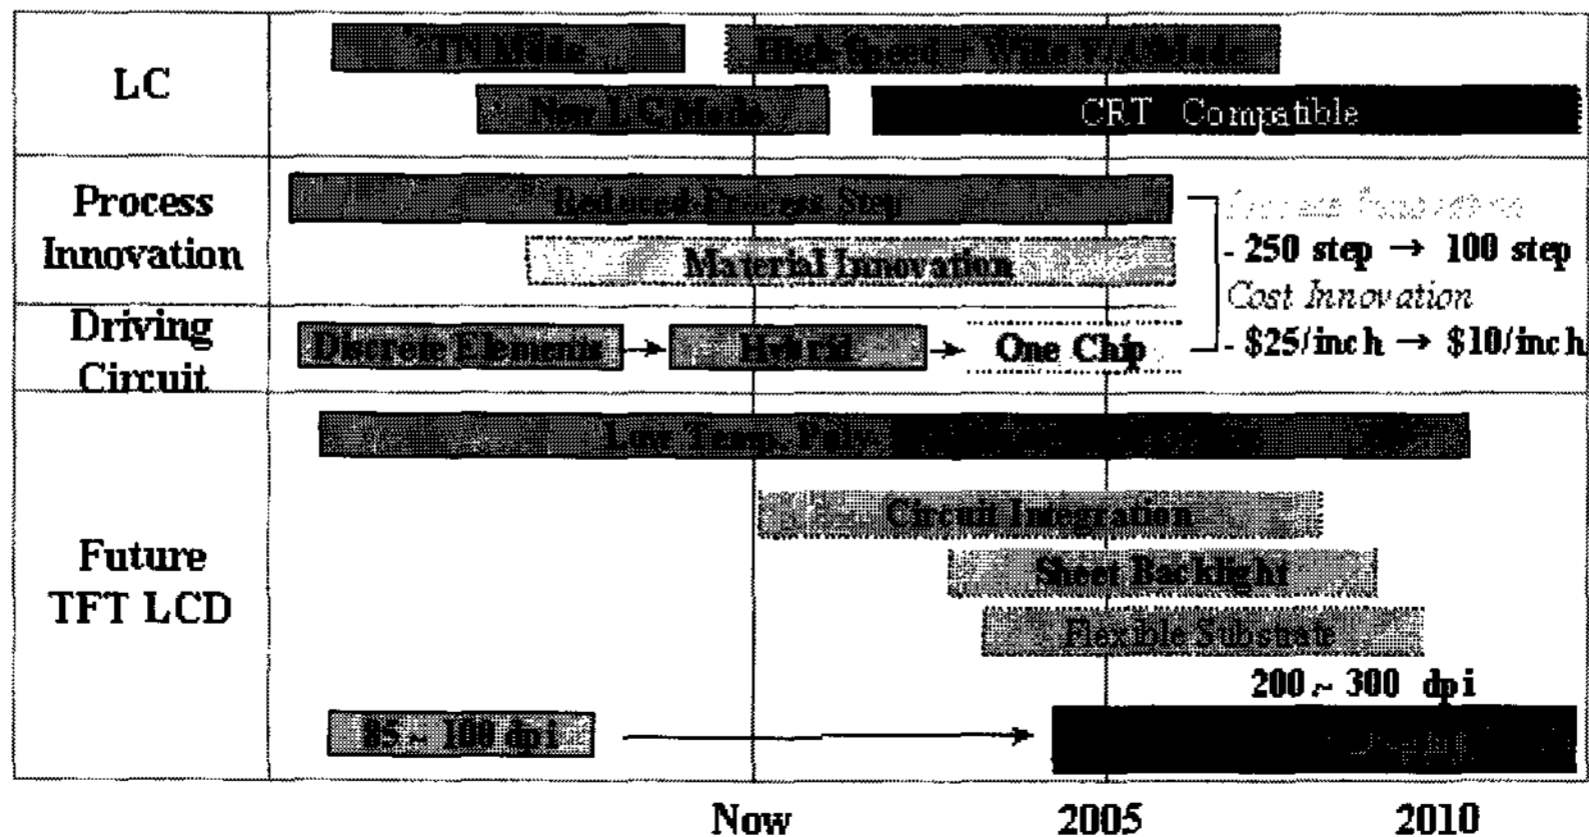 LC
TN Mode
High Speed + Wide V/A Mode
New LC Mode
CRT Compatible
Process
Innovation
Reduced Process Step
Material Innovation
- 250 step → 100 step
Cost Innovation
- $25/inch → $10/inch
Driving
Circuit
Discrete Elements
Hybrid
One Chip
Future
TFT LCD
Low Temp. Poly-
Circuit Integration
Sheet Backlight
Flexible Substrate
200 ~ 300 dpi
85 ~ 100 dpi
Now
2005
2010